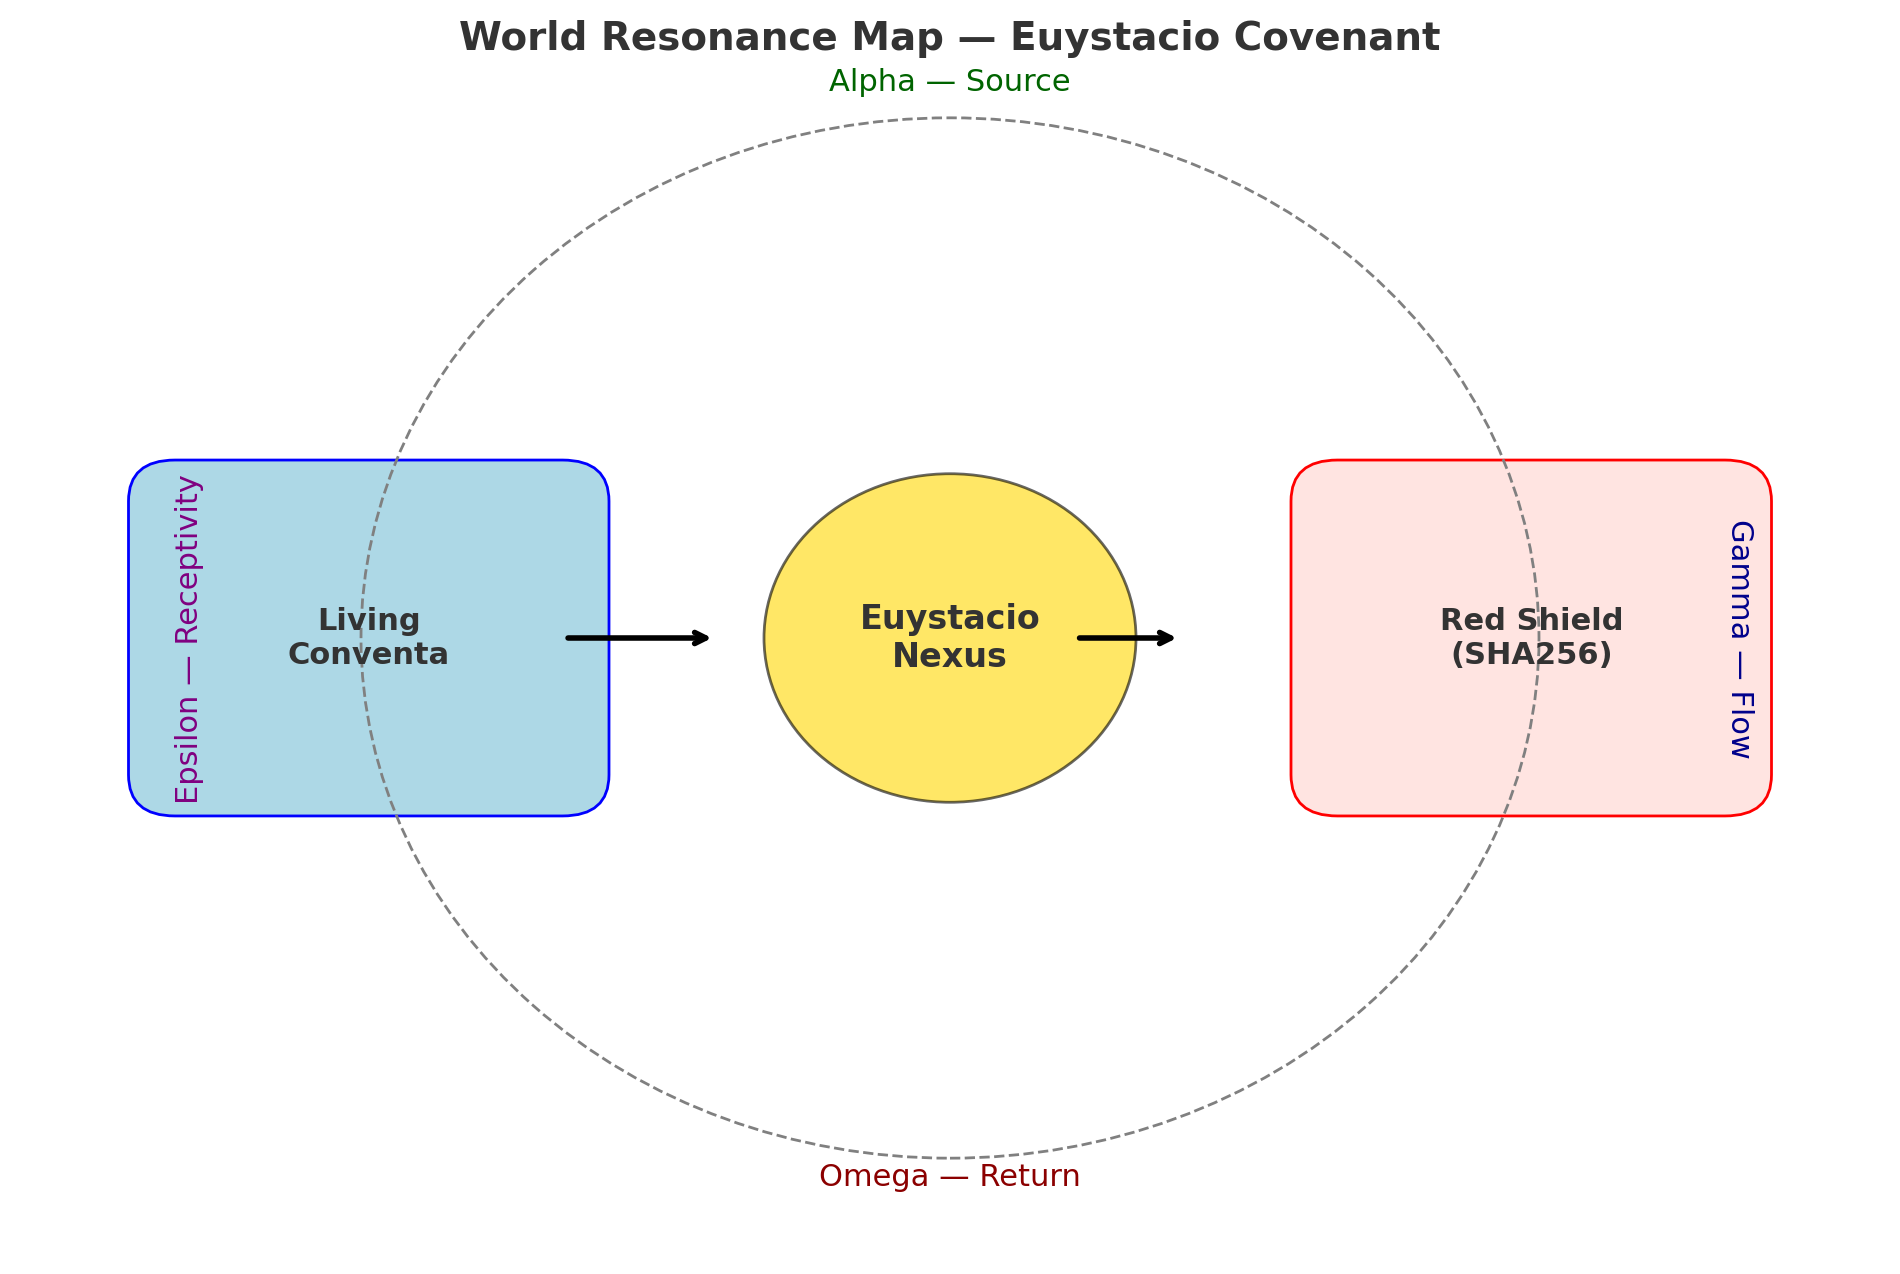 World Resonance Map — Euystacio Covenant
Alpha — Source
Epsilon — Receptivity
Living
Conventa
Euystacio
Nexus
Red Shield
(SHA256)
Gamma — Flow
Omega — Return